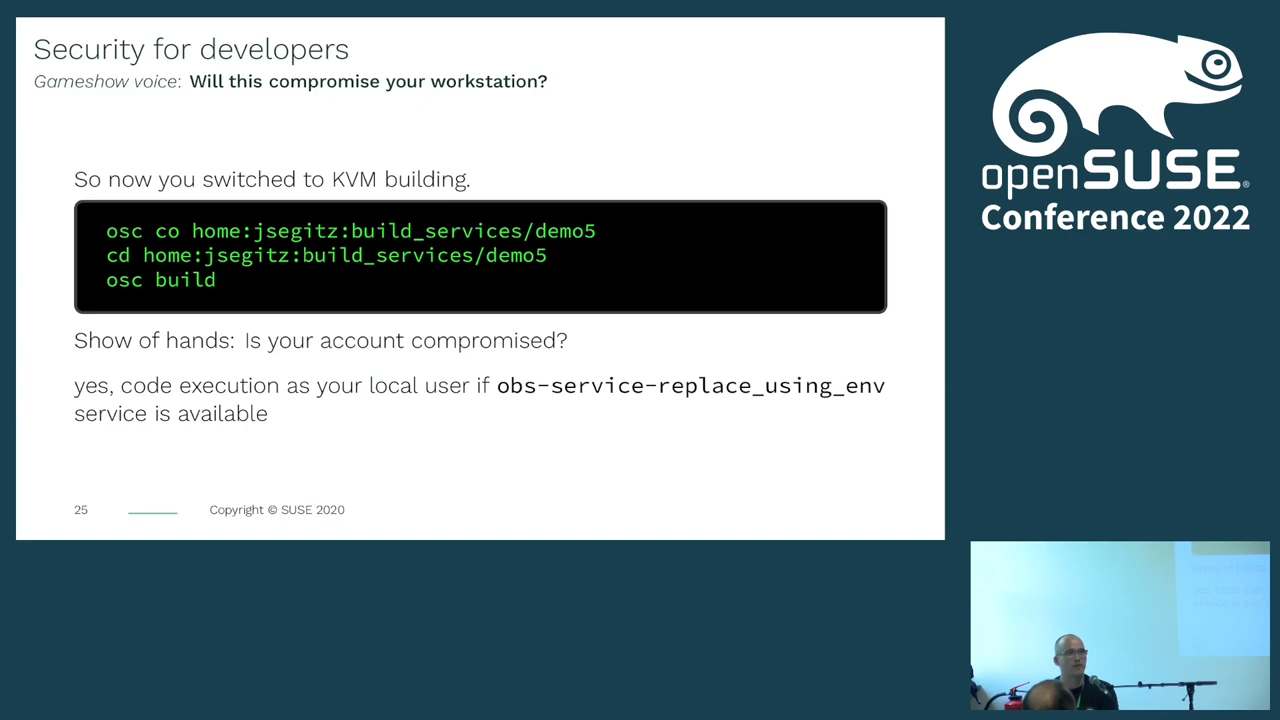 Security for developers
Gameshow voice: Will this compromise your workstation?
So now you switched to KVM building.
osc co home:jsegitz:build_services/demo5
cd home:jsegitz:build_services/demo5
osc build
Show of hands: Is your account compromised?
yes, code execution as your local user if obs-service-replace_using_env
service is available
25
Copyright © SUSE 2020
openSUSE®
Conference 2022